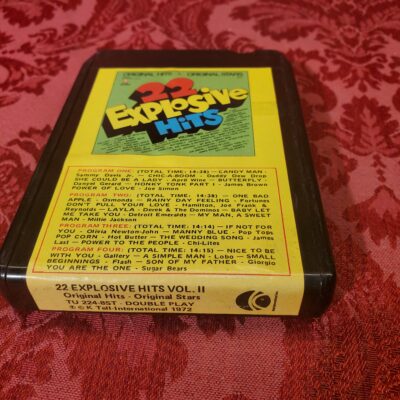 ORIGINAL HITS • ORIGINAL STARS
22
EXPLOSIVE
HITS
PROGRAM ONE: (TOTAL TIME: 14:38) — CANDY MAN -
Sammy Davis Jr. — CHIC-A-BOOM - Daddy Dew Drop
SHE COULD BE A LADY - April Wine — BUTTERFLY -
Danyel Gerard — HONKY TONK PART I - James Brown
POWER OF LOVE - Joe Simon
PROGRAM TWO: (TOTAL TIME: 14:38) — ONE BAD
APPLE - Osmonds — RAINY DAY FEELING - Fortunes
DON'T PULL YOUR LOVE - Hamilton, Joe Frank &
Reynolds — LAYLA - Derek & The Dominos — BABY LET
ME TAKE YOU - Detroit Emeralds — MY MAN, A SWEET
MAN - Millie Jackson
PROGRAM THREE: (TOTAL TIME: 14:14) — IF NOT FOR
YOU - Olivia Newton-John — MANNY BLUE - Pop Tops
POP CORN - Hot Butter — THE WEDDING SONG - James
Last — POWER TO THE PEOPLE - Chi-Lites
PROGRAM FOUR: (TOTAL TIME: 14:15) — NICE TO BE
WITH YOU - Gallery — A SIMPLE MAN - Lobo — SMALL
BEGINNINGS - Flash — SON OF MY FATHER - Giorgio
YOU ARE THE ONE - Sugar Bears
22 EXPLOSIVE HITS VOL. II
Original Hits - Original Stars
TU 224-8ST - DOUBLE PLAY
℗ © K Tel-International 1972
K